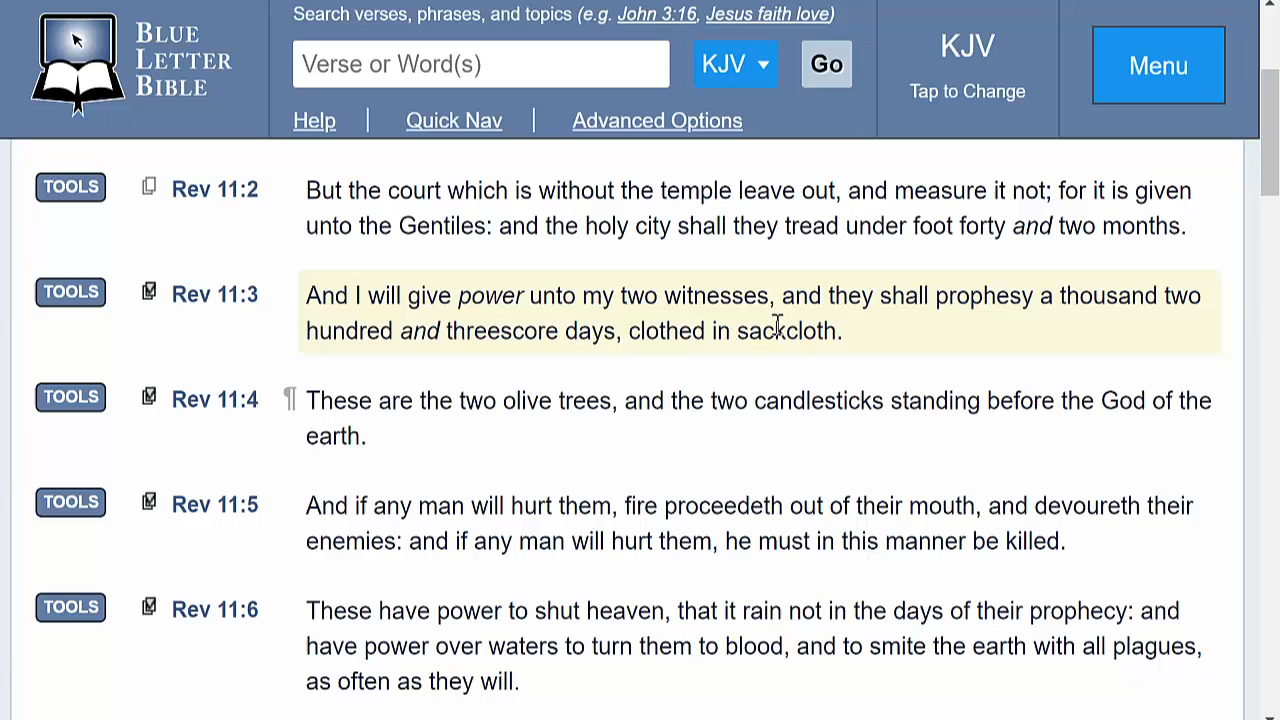 Search verses, phrases, and topics (e.g. John 3:16, Jesus faith love)
BLUE
LETTER
BIBLE
Verse or Word(s)
KJV
Go
KJV
Tap to Change
Menu
Help
Quick Nav
Advanced Options
TOOLS Rev 11:2 But the court which is without the temple leave out, and measure it not; for it is given
unto the Gentiles: and the holy city shall they tread under foot forty and two months.
TOOLS Rev 11:3 And I will give power unto my two witnesses, and they shall prophesy a thousand two
hundred and threescore days, clothed in sackcloth.
TOOLS Rev 11:4 ¶ These are the two olive trees, and the two candlesticks standing before the God of the
earth.
TOOLS Rev 11:5 And if any man will hurt them, fire proceedeth out of their mouth, and devoureth their
enemies: and if any man will hurt them, he must in this manner be killed.
TOOLS Rev 11:6 These have power to shut heaven, that it rain not in the days of their prophecy: and
have power over waters to turn them to blood, and to smite the earth with all plagues,
as often as they will.